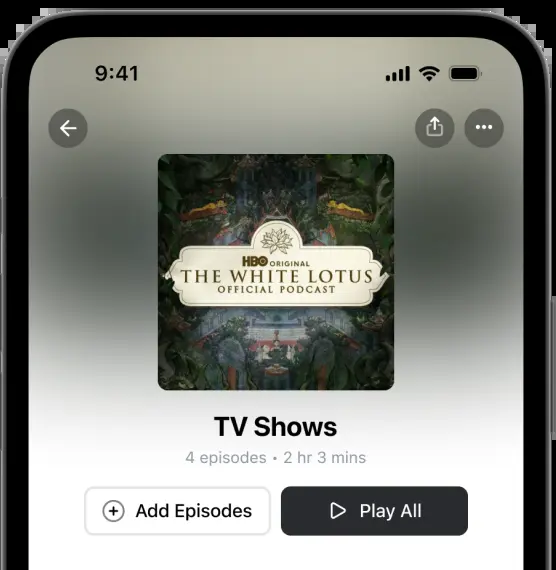 9:41
HBO ORIGINAL
THE WHITE LOTUS
OFFICIAL PODCAST
TV Shows
4 episodes • 2 hr 3 mins
Add Episodes
Play All